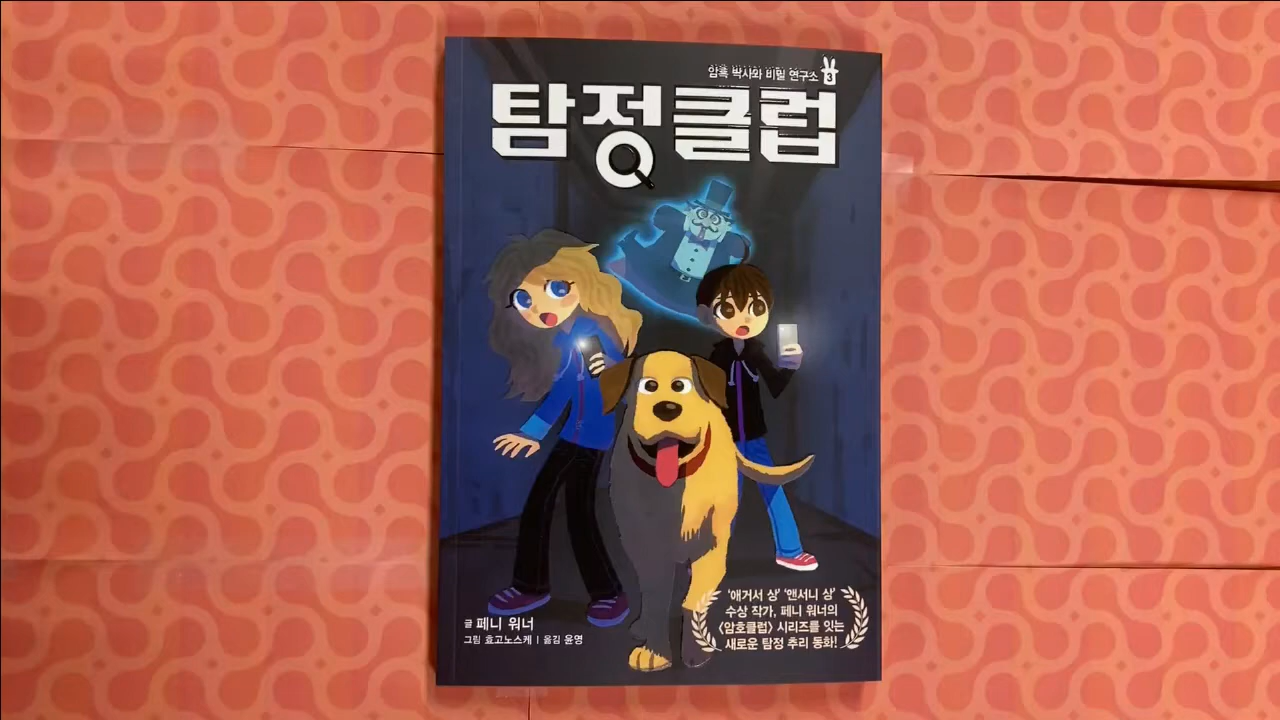 암흑 박사와 비밀 연구소 3
탐정클럽
글 페니 워너
그림 효고노스케 | 옮김 윤영
'애거서 상' '앤서니 상'
수상 작가, 페니 워너의
〈암호클럽〉 시리즈를 잇는
새로운 탐정 추리 동화!